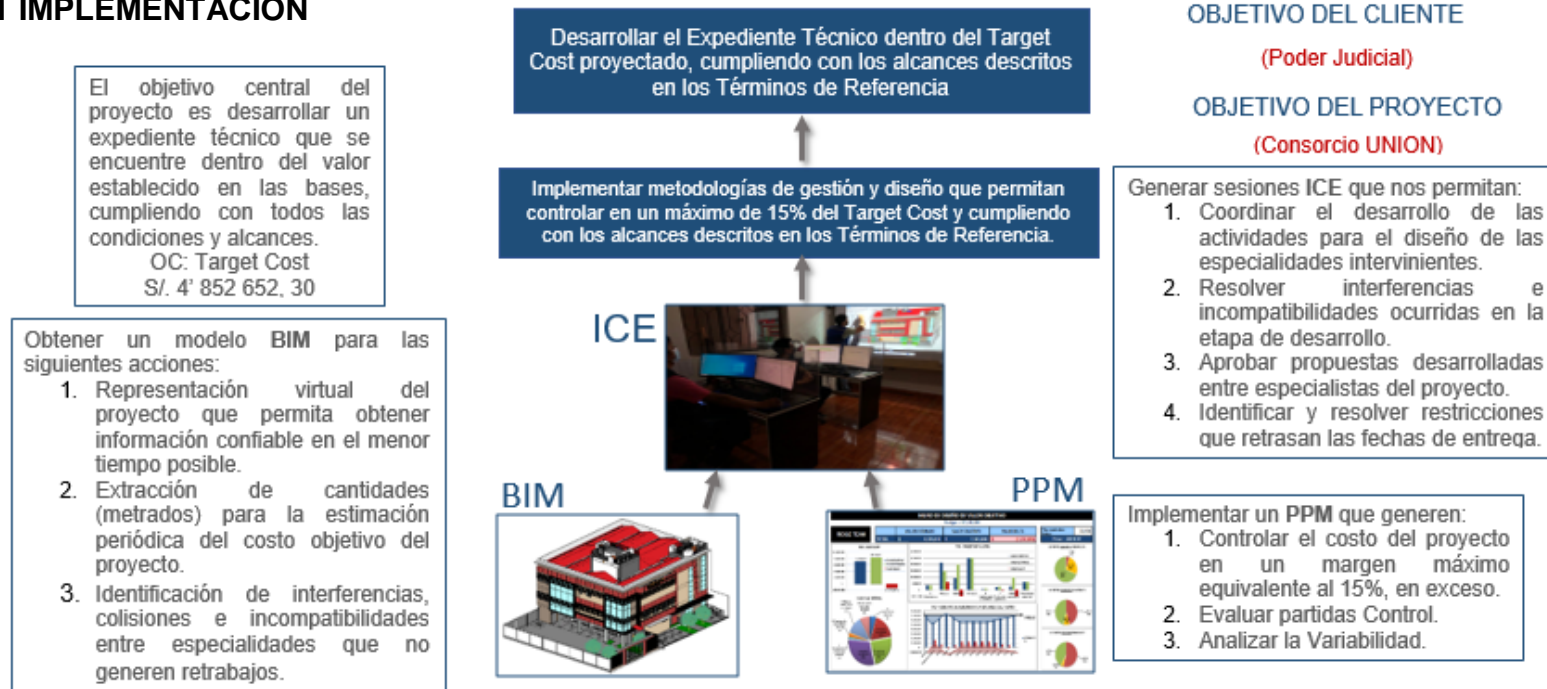 IMPLEMENTACIÓN
El objetivo central del
proyecto es desarrollar un
expediente técnico que se
encuentre dentro del valor
establecido en las bases,
cumpliendo con todos las
condiciones y alcances.
OC: Target Cost
S/. 4' 852 652, 30
Obtener un modelo BIM para las
siguientes acciones:
1. Representación virtual del
proyecto que permita obtener
información confiable en el menor
tiempo posible.
2. Extracción de cantidades
(metrados) para la estimación
periódica del costo objetivo del
proyecto.
3. Identificación de interferencias,
colisiones e incompatibilidades
entre especialidades que no
generen retrabajos.
Desarrollar el Expediente Técnico dentro del Target
Cost proyectado, cumpliendo con los alcances descritos
en los Términos de Referencia
Implementar metodologías de gestión y diseño que permitan
controlar en un máximo de 15% del Target Cost y cumpliendo
con los alcances descritos en los Términos de Referencia.
ICE
BIM
PPM
OBJETIVO DEL CLIENTE
(Poder Judicial)
OBJETIVO DEL PROYECTO
(Consorcio UNION)
Generar sesiones ICE que nos permitan:
1. Coordinar el desarrollo de las
actividades para el diseño de las
especialidades intervinientes.
2. Resolver interferencias e
incompatibilidades ocurridas en la
etapa de desarrollo.
3. Aprobar propuestas desarrolladas
entre especialistas del proyecto.
4. Identificar y resolver restricciones
que retrasan las fechas de entrega.
Implementar un PPM que generen:
1. Controlar el costo del proyecto
en un margen máximo
equivalente al 15%, en exceso.
2. Evaluar partidas Control.
3. Analizar la Variabilidad.